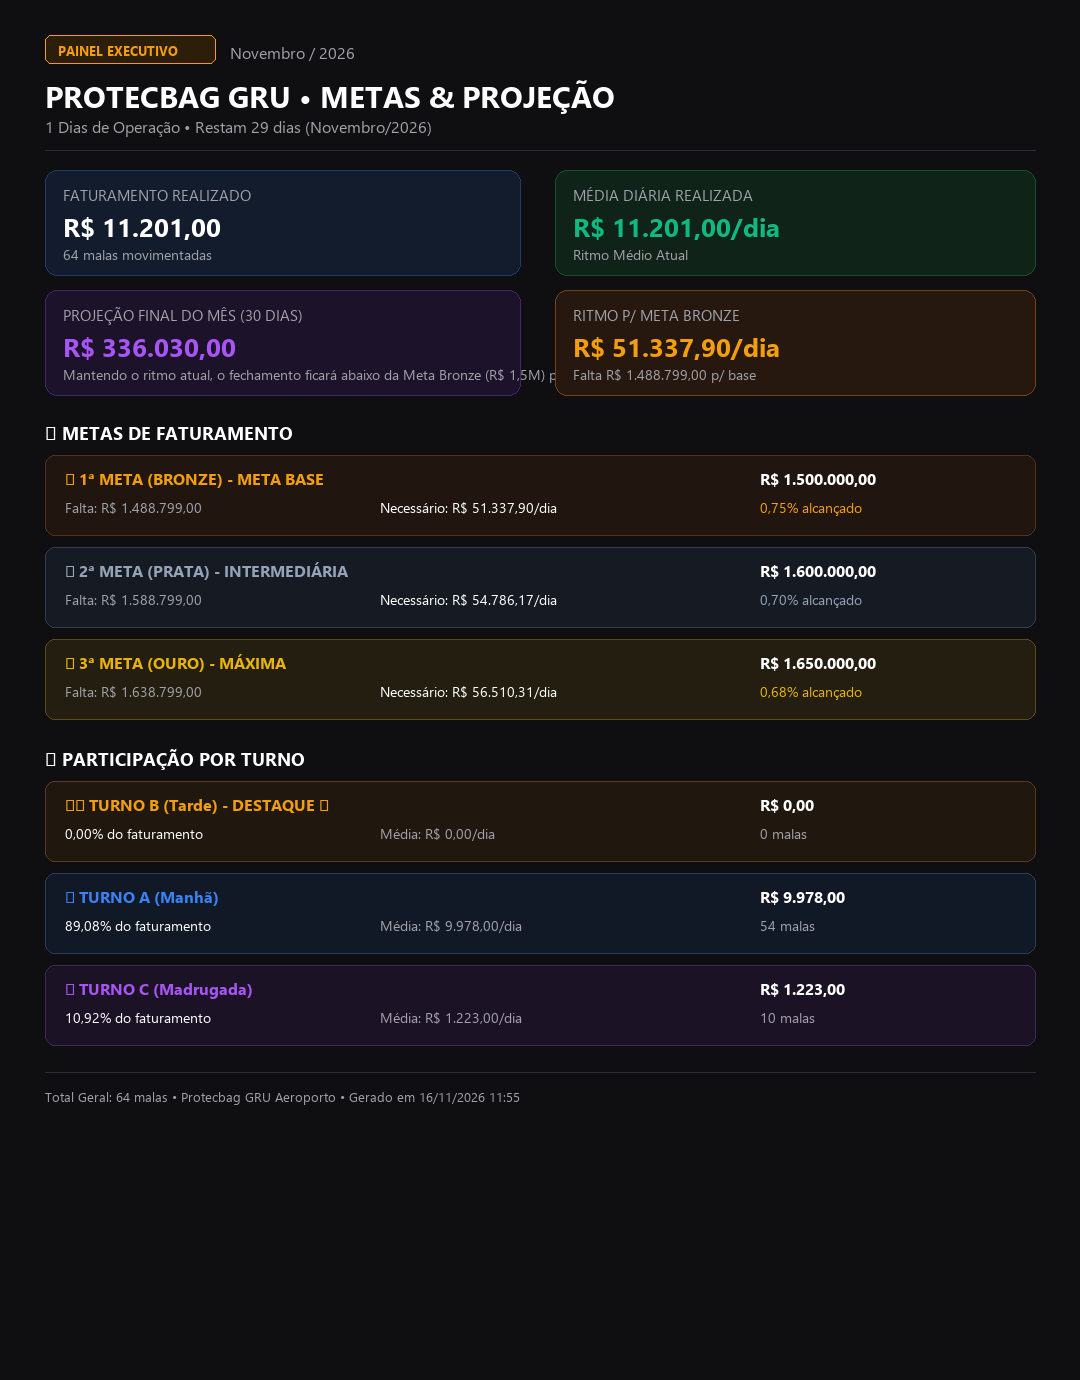 PAINEL EXECUTIVO
Novembro / 2026
PROTECBAG GRU • METAS & PROJEÇÃO
1 Dias de Operação • Restam 29 dias (Novembro/2026)
FATURAMENTO REALIZADO
R$ 11.201,00
64 malas movimentadas
MÉDIA DIÁRIA REALIZADA
R$ 11.201,00/dia
Ritmo Médio Atual
PROJEÇÃO FINAL DO MÊS (30 DIAS)
R$ 336.030,00
Mantendo o ritmo atual, o fechamento ficará abaixo da Meta Bronze (R$ 1,5M) p
RITMO P/ META BRONZE
R$ 51.337,90/dia
Falta R$ 1.488.799,00 p/ base
METAS DE FATURAMENTO
1ª META (BRONZE) - META BASE
R$ 1.500.000,00
Falta: R$ 1.488.799,00
Necessário: R$ 51.337,90/dia
0,75% alcançado
2ª META (PRATA) - INTERMEDIÁRIA
R$ 1.600.000,00
Falta: R$ 1.588.799,00
Necessário: R$ 54.786,17/dia
0,70% alcançado
3ª META (OURO) - MÁXIMA
R$ 1.650.000,00
Falta: R$ 1.638.799,00
Necessário: R$ 56.510,31/dia
0,68% alcançado
PARTICIPAÇÃO POR TURNO
TURNO B (Tarde) - DESTAQUE
R$ 0,00
0,00% do faturamento
Média: R$ 0,00/dia
0 malas
TURNO A (Manhã)
R$ 9.978,00
89,08% do faturamento
Média: R$ 9.978,00/dia
54 malas
TURNO C (Madrugada)
R$ 1.223,00
10,92% do faturamento
Média: R$ 1.223,00/dia
10 malas
Total Geral: 64 malas • Protecbag GRU Aeroporto • Gerado em 16/11/2026 11:55